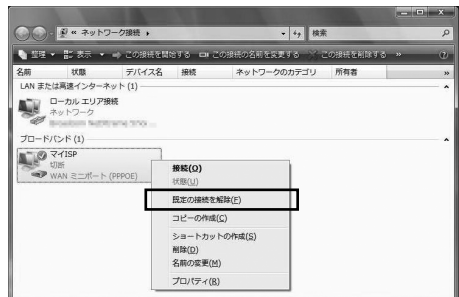 « ネットワーク接続 ▸
検索
整理 ▼ 表示 ▼ この接続を開始する この接続の名前を変更する この接続を削除する »
名前 状態 デバイス名 接続 ネットワークのカテゴリ 所有者 »
LAN または高速インターネット (1)
ローカル エリア接続
ネットワーク
ブロードバンド (1)
マイISP
切断
WAN ミニポート (PPPOE)
接続(O)
状態(U)
既定の接続を解除(F)
コピーの作成(C)
ショートカットの作成(S)
削除(D)
名前の変更(M)
プロパティ(R)